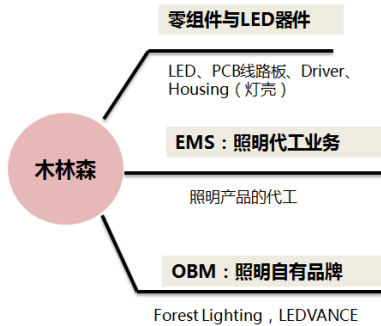 零组件与LED器件
LED、PCB线路板、Driver、
Housing（灯壳）
木林森
EMS：照明代工业务
照明产品的代工
OBM：照明自有品牌
Forest Lighting，LEDVANCE